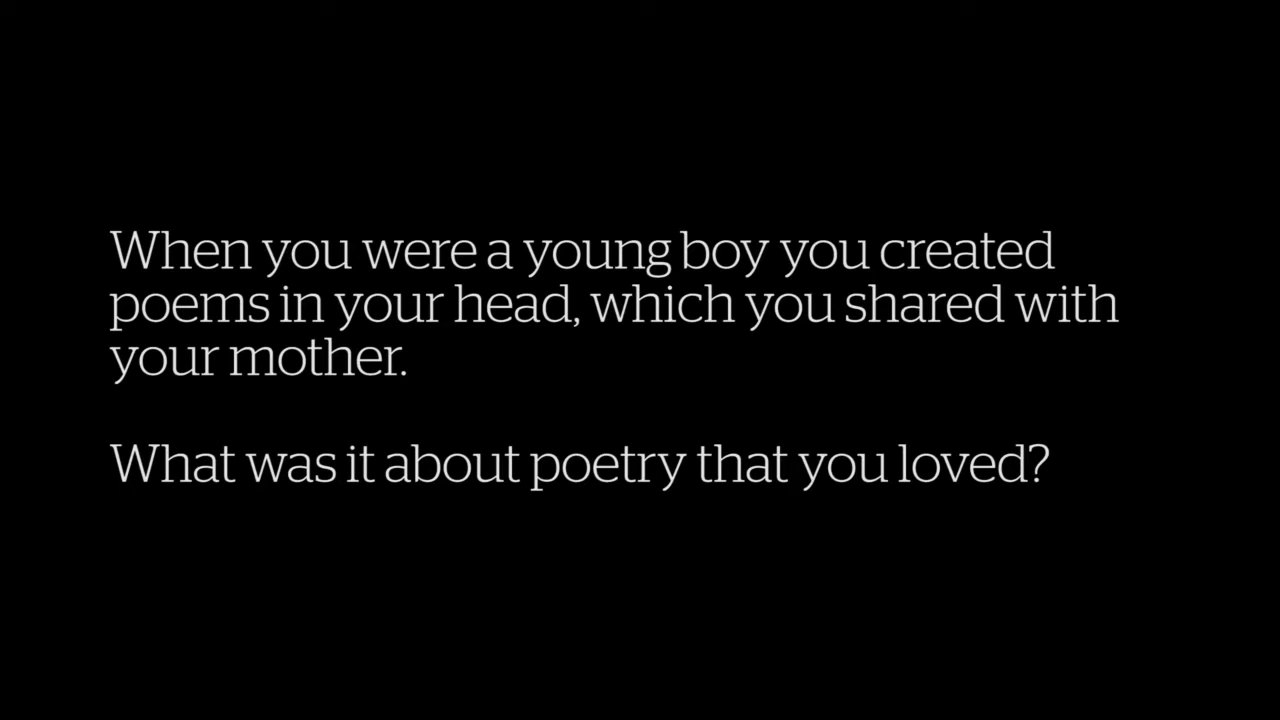 When you were a young boy you created
poems in your head, which you shared with
your mother.
What was it about poetry that you loved?